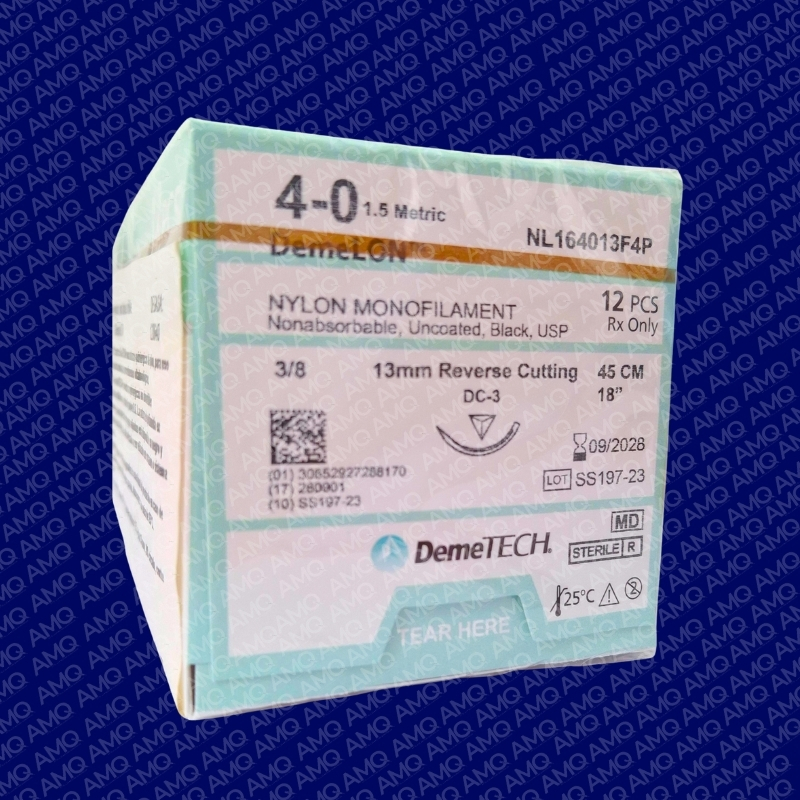 4-0 1.5 Metric
NL164013F4P
DemeLON
NYLON MONOFILAMENT
12 PCS
Nonabsorbable, Uncoated, Black, USP
Rx Only
3/8 13mm Reverse Cutting 45 CM
DC-3 18”
09/2028
(01) 30652927288170
LOT SS197-23
(17) 280901
(10) SS197-23
MD
DemeTECH®
STERILE R
25°C
TEAR HERE
AMQ